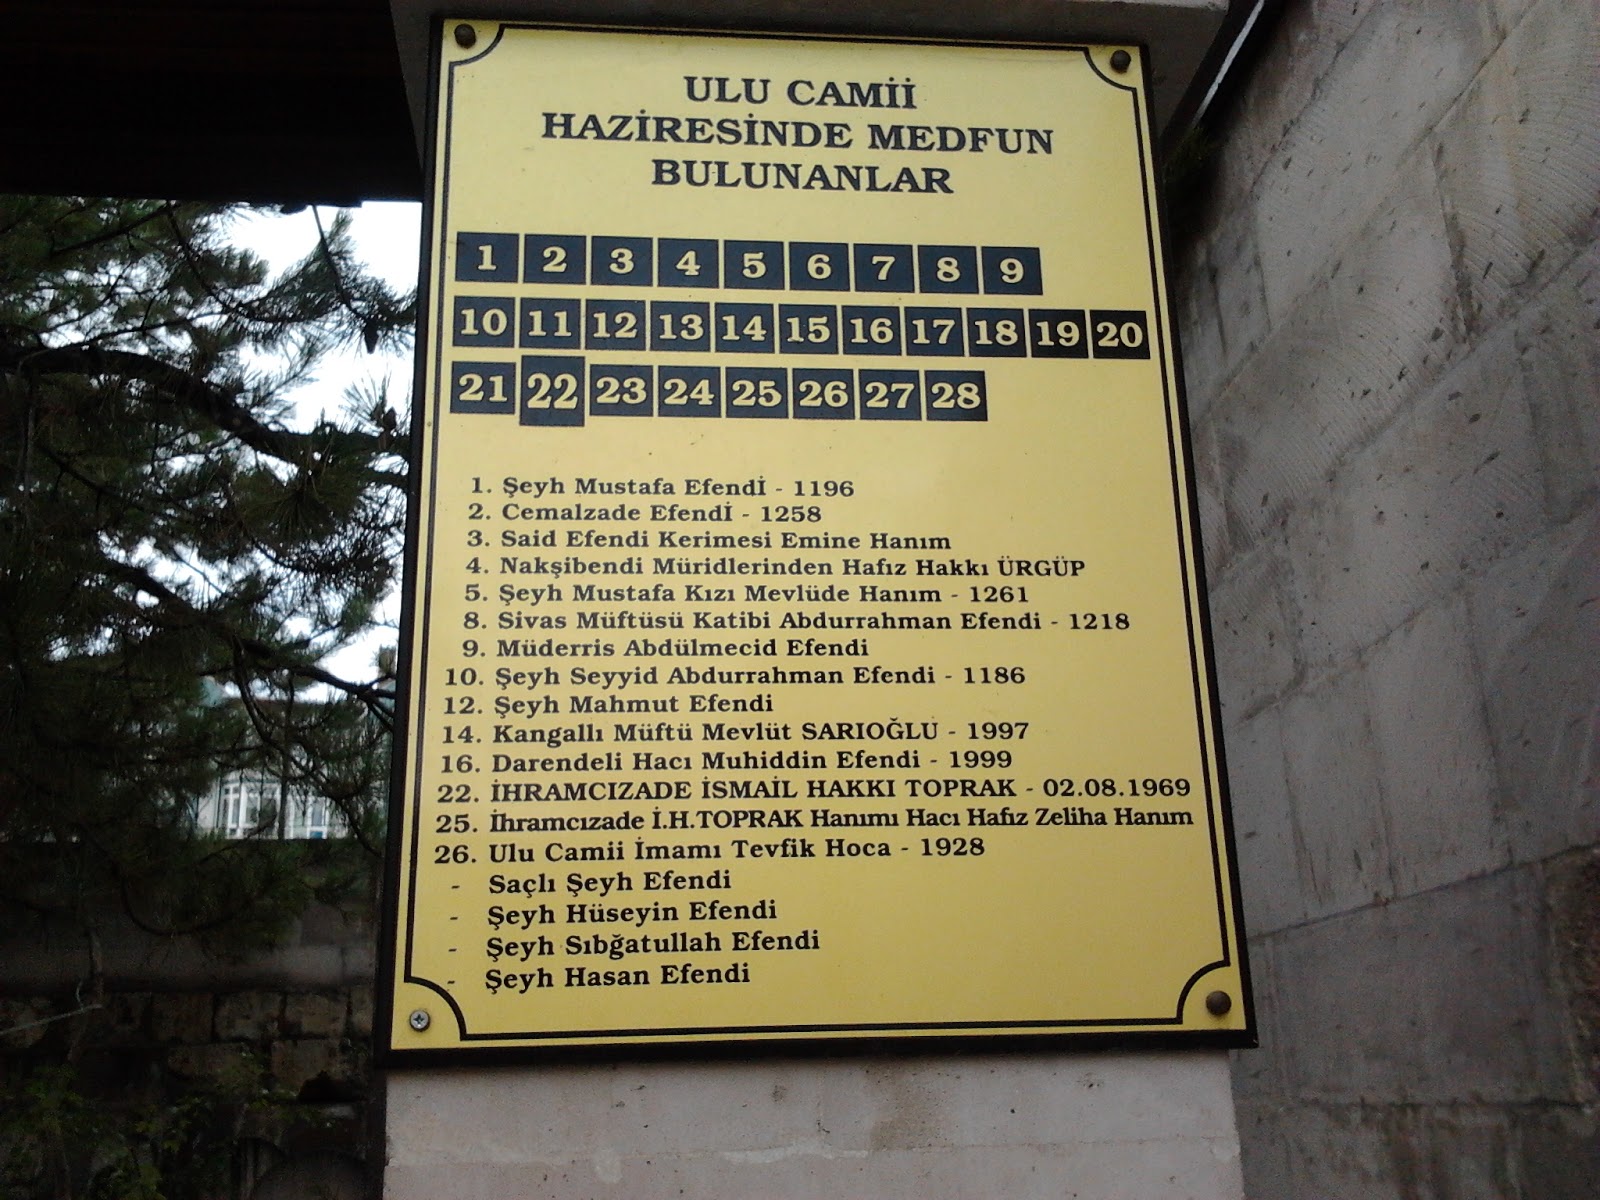 ULU CAMİİ
HAZİRESİNDE MEDFUN
BULUNANLAR
1 2 3 4 5 6 7 8 9
10 11 12 13 14 15 16 17 18 19 20
21 22 23 24 25 26 27 28
1. Şeyh Mustafa Efendİ - 1196
2. Cemalzade Efendİ - 1258
3. Said Efendi Kerimesi Emine Hanım
4. Nakşibendi Müridlerinden Hafız Hakkı ÜRGÜP
5. Şeyh Mustafa Kızı Mevlüde Hanım - 1261
8. Sivas Müftüsü Katibi Abdurrahman Efendi - 1218
9. Müderris Abdülmecid Efendi
10. Şeyh Seyyid Abdurrahman Efendi - 1186
12. Şeyh Mahmut Efendi
14. Kangallı Müftü Mevlüt SARIOĞLU - 1997
16. Darendeli Hacı Muhiddin Efendi - 1999
22. İHRAMCIZADE İSMAİL HAKKI TOPRAK - 02.08.1969
25. İhramcızade İ.H.TOPRAK Hanımı Hacı Hafız Zeliha Hanım
26. Ulu Camii İmamı Tevfik Hoca - 1928
- Saçlı Şeyh Efendi
- Şeyh Hüseyin Efendi
- Şeyh Sıbğatullah Efendi
- Şeyh Hasan Efendi